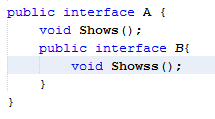 public interface A {
    void Shows();
    public interface B{
        void Showss();
    }
}